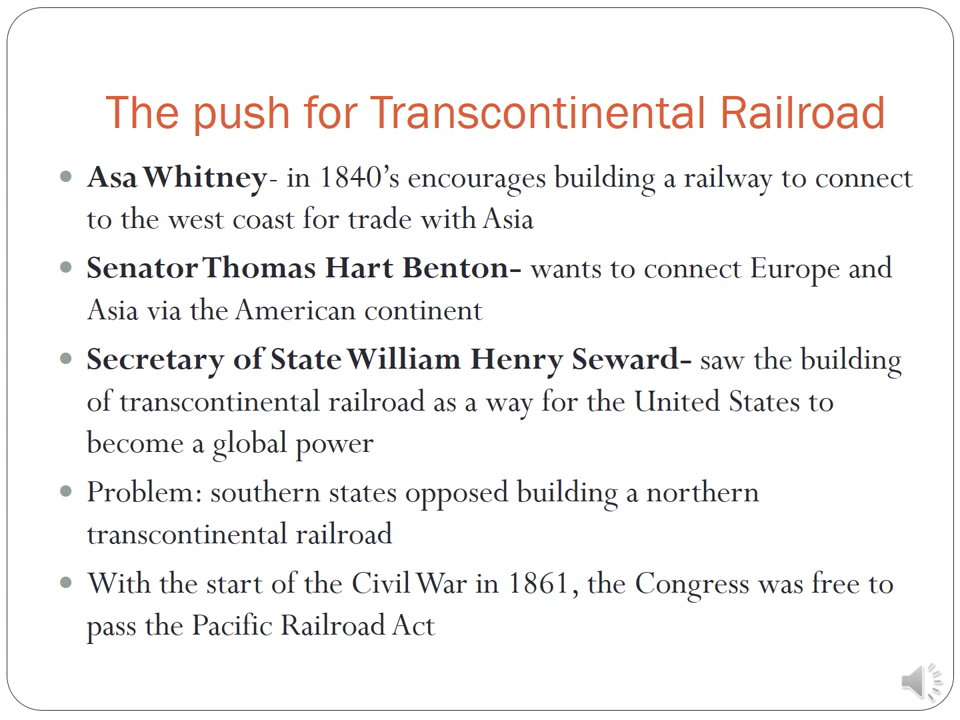 The push for Transcontinental Railroad
Asa Whitney- in 1840’s encourages building a railway to connect
to the west coast for trade with Asia
Senator Thomas Hart Benton- wants to connect Europe and
Asia via the American continent
Secretary of State William Henry Seward- saw the building
of transcontinental railroad as a way for the United States to
become a global power
Problem: southern states opposed building a northern
transcontinental railroad
With the start of the Civil War in 1861, the Congress was free to
pass the Pacific Railroad Act